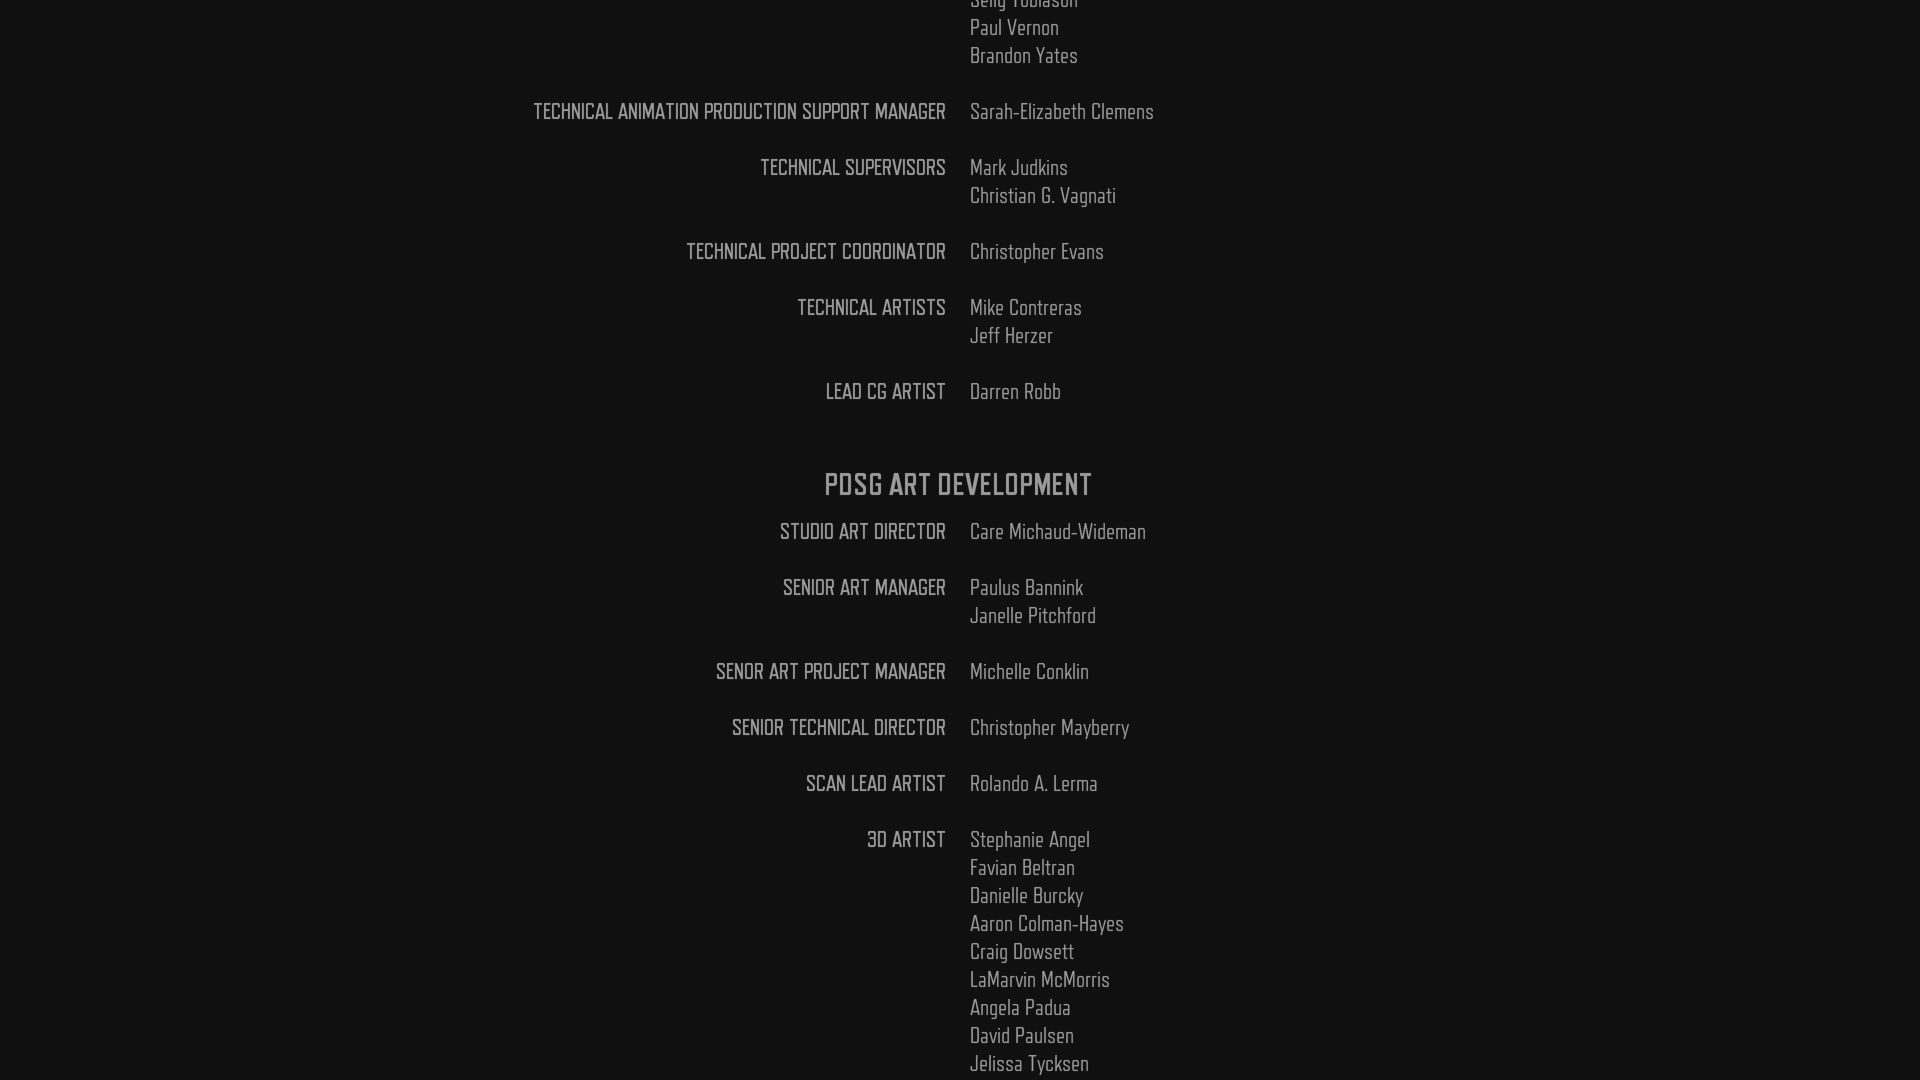 Paul Vernon
Brandon Yates
TECHNICAL ANIMATION PRODUCTION SUPPORT MANAGER Sarah-Elizabeth Clemens
TECHNICAL SUPERVISORS Mark Judkins
Christian G. Vagnati
TECHNICAL PROJECT COORDINATOR Christopher Evans
TECHNICAL ARTISTS Mike Contreras
Jeff Herzer
LEAD CG ARTIST Darren Robb
PDSG ART DEVELOPMENT
STUDIO ART DIRECTOR Care Michaud-Wideman
SENIOR ART MANAGER Paulus Bannink
Janelle Pitchford
SENOR ART PROJECT MANAGER Michelle Conklin
SENIOR TECHNICAL DIRECTOR Christopher Mayberry
SCAN LEAD ARTIST Rolando A. Lerma
3D ARTIST Stephanie Angel
Favian Beltran
Danielle Burcky
Aaron Colman-Hayes
Craig Dowsett
LaMarvin McMorris
Angela Padua
David Paulsen
Jelissa Tycksen